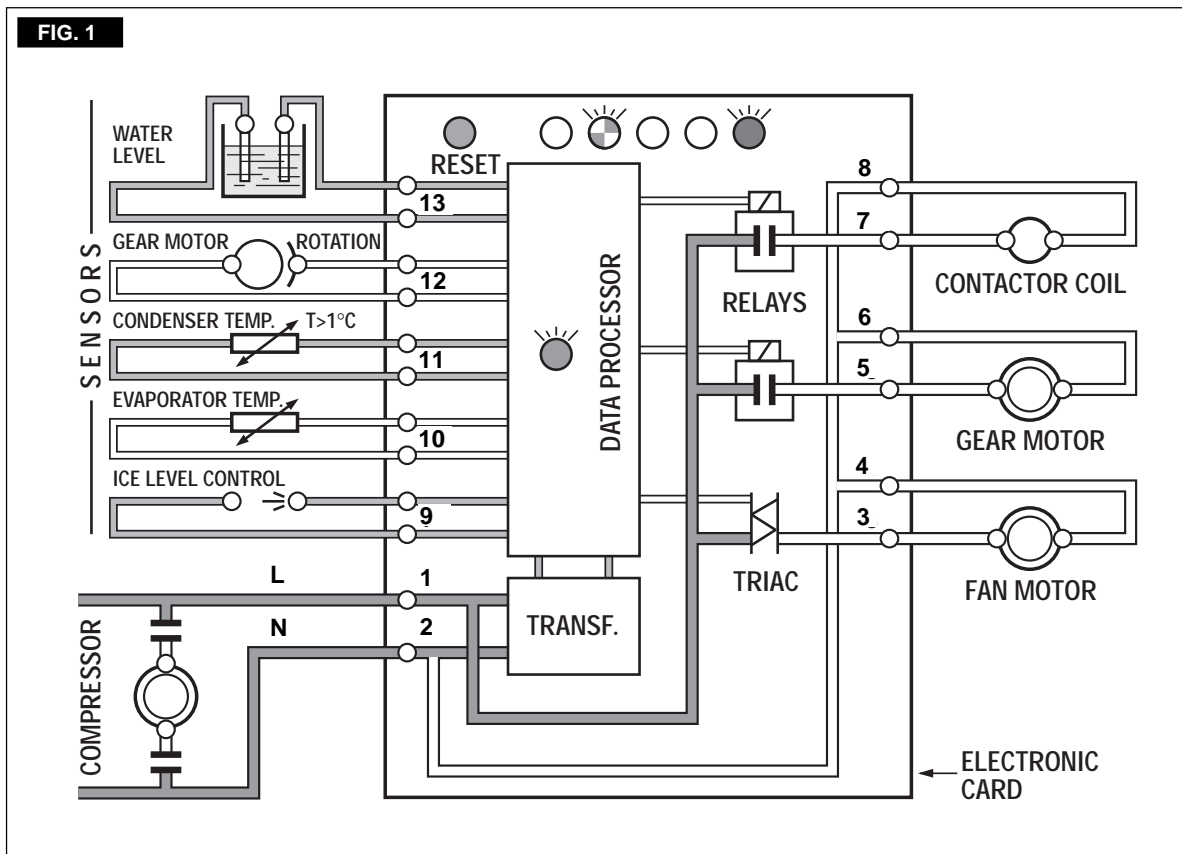 FIG. 1
WATER
LEVEL
RESET
13
GEAR MOTOR
ROTATION
12
CONDENSER TEMP.
T>1°C
11
EVAPORATOR TEMP.
10
ICE LEVEL CONTROL
9
SENSORS
DATA PROCESSOR
RELAYS
TRIAC
TRANSF.
L
1
N
2
COMPRESSOR
8
7
CONTACTOR COIL
6
5
GEAR MOTOR
4
3
FAN MOTOR
ELECTRONIC
CARD